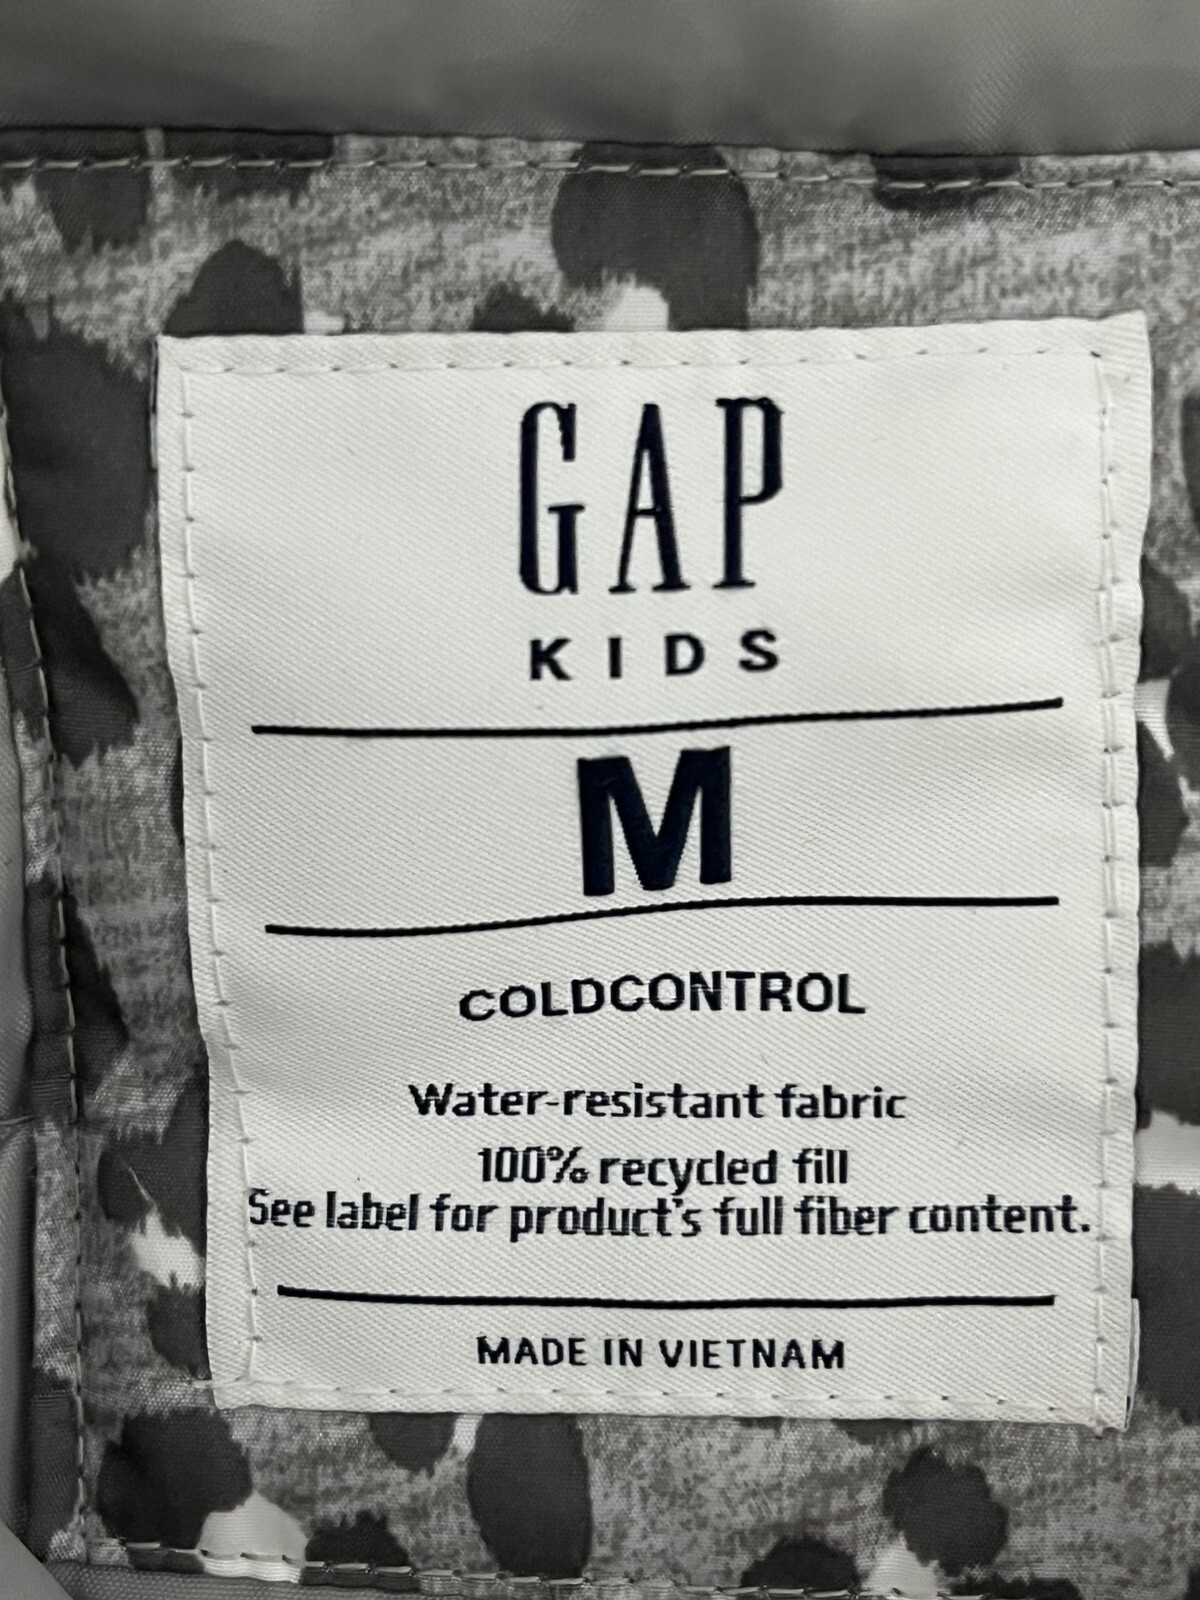 GAP
KIDS
M
COLDCONTROL
Water-resistant fabric
100% recycled fill
See label for product's full fiber content.
MADE IN VIETNAM